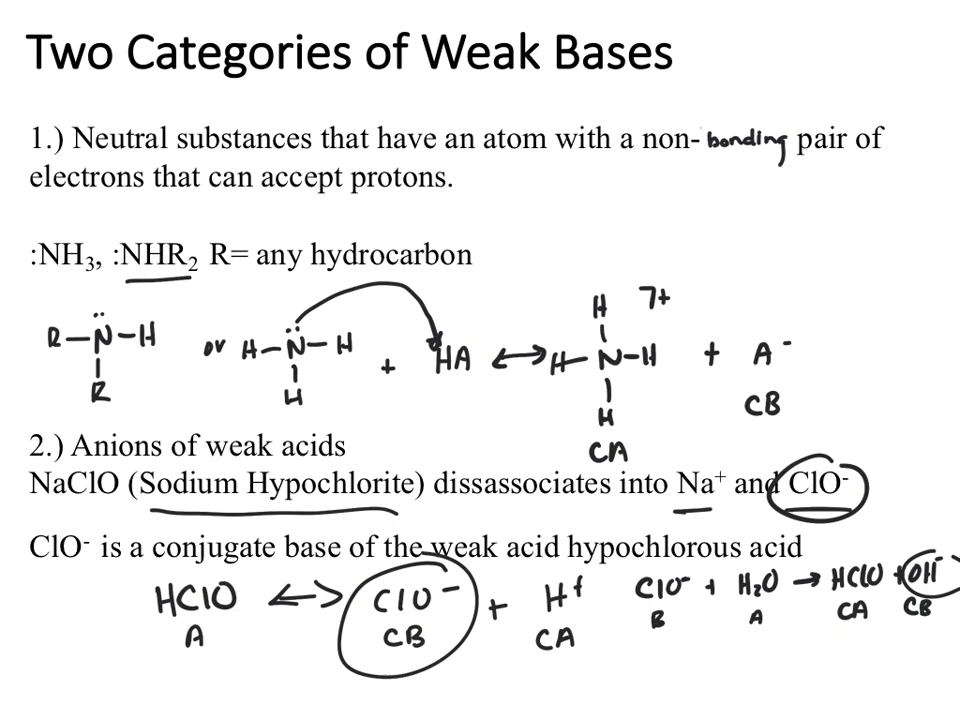 Two Categories of Weak Bases
1.) Neutral substances that have an atom with a non- bonding pair of
electrons that can accept protons.
:NH₃, :NHR₂ R= any hydrocarbon
H 7+
R–N̈–H or H–N̈–H + HA ⟷ H–N–H + A⁻
R H H CB
CA
2.) Anions of weak acids
NaClO (Sodium Hypochlorite) dissassociates into Na⁺ and ClO⁻
ClO⁻ is a conjugate base of the weak acid hypochlorous acid
HClO ⟷ ClO⁻ + H⁺ ClO⁻ + H₂O → HClO + OH⁻
A CB CA B A CA CB